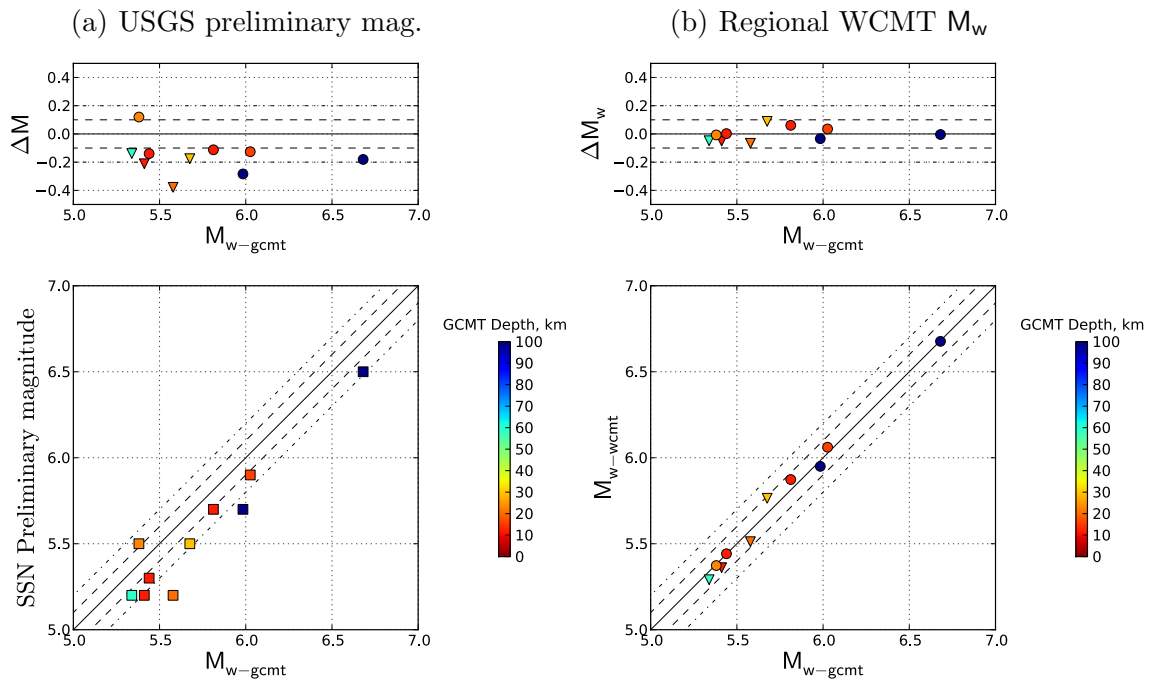 (a) USGS preliminary mag.
(b) Regional WCMT Mw
ΔM
0.4
0.2
0.0
−0.2
−0.4
5.0 5.5 6.0 6.5 7.0
Mw−gcmt
ΔMw
0.4
0.2
0.0
−0.2
−0.4
5.0 5.5 6.0 6.5 7.0
Mw−gcmt
SSN Preliminary magnitude
7.0
6.5
6.0
5.5
5.0
5.0 5.5 6.0 6.5 7.0
Mw−gcmt
GCMT Depth, km
100
90
80
70
60
50
40
30
20
10
0
Mw−wcmt
7.0
6.5
6.0
5.5
5.0
5.0 5.5 6.0 6.5 7.0
Mw−gcmt
GCMT Depth, km
100
90
80
70
60
50
40
30
20
10
0